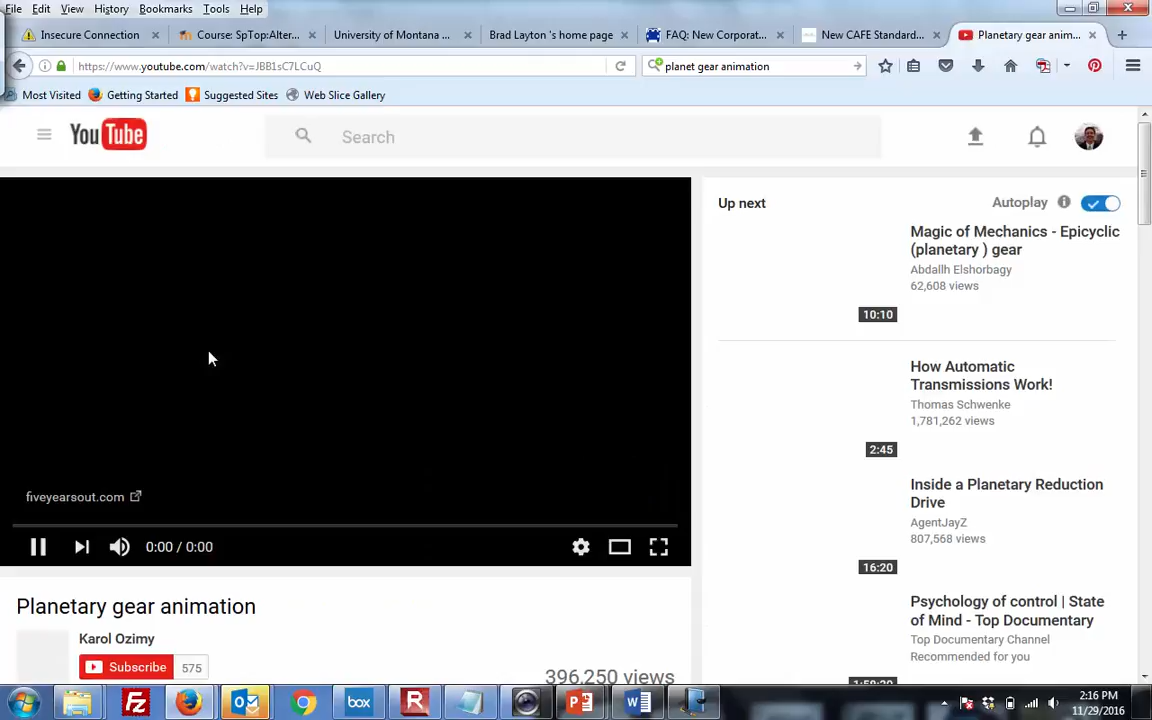 File Edit View History Bookmarks Tools Help
Insecure Connection Course: SpTop:Alter... University of Montana ... Brad Layton 's home page FAQ: New Corporat... New CAFE Standard... Planetary gear anim...
https://www.youtube.com/watch?v=JBB1sC7LCuQ planet gear animation
Most Visited Getting Started Suggested Sites Web Slice Gallery
YouTube Search
Up next Autoplay
Magic of Mechanics - Epicyclic
(planetary ) gear
Abdallh Elshorbagy
62,608 views
10:10
How Automatic
Transmissions Work!
Thomas Schwenke
1,781,262 views
2:45
Inside a Planetary Reduction
Drive
AgentJayZ
807,568 views
16:20
Psychology of control | State
of Mind - Top Documentary
Top Documentary Channel
Recommended for you
1:58:20
fiveyearsout.com
0:00 / 0:00
Planetary gear animation
Karol Ozimy
Subscribe 575
396,250 views
box
2:16 PM
11/29/2016